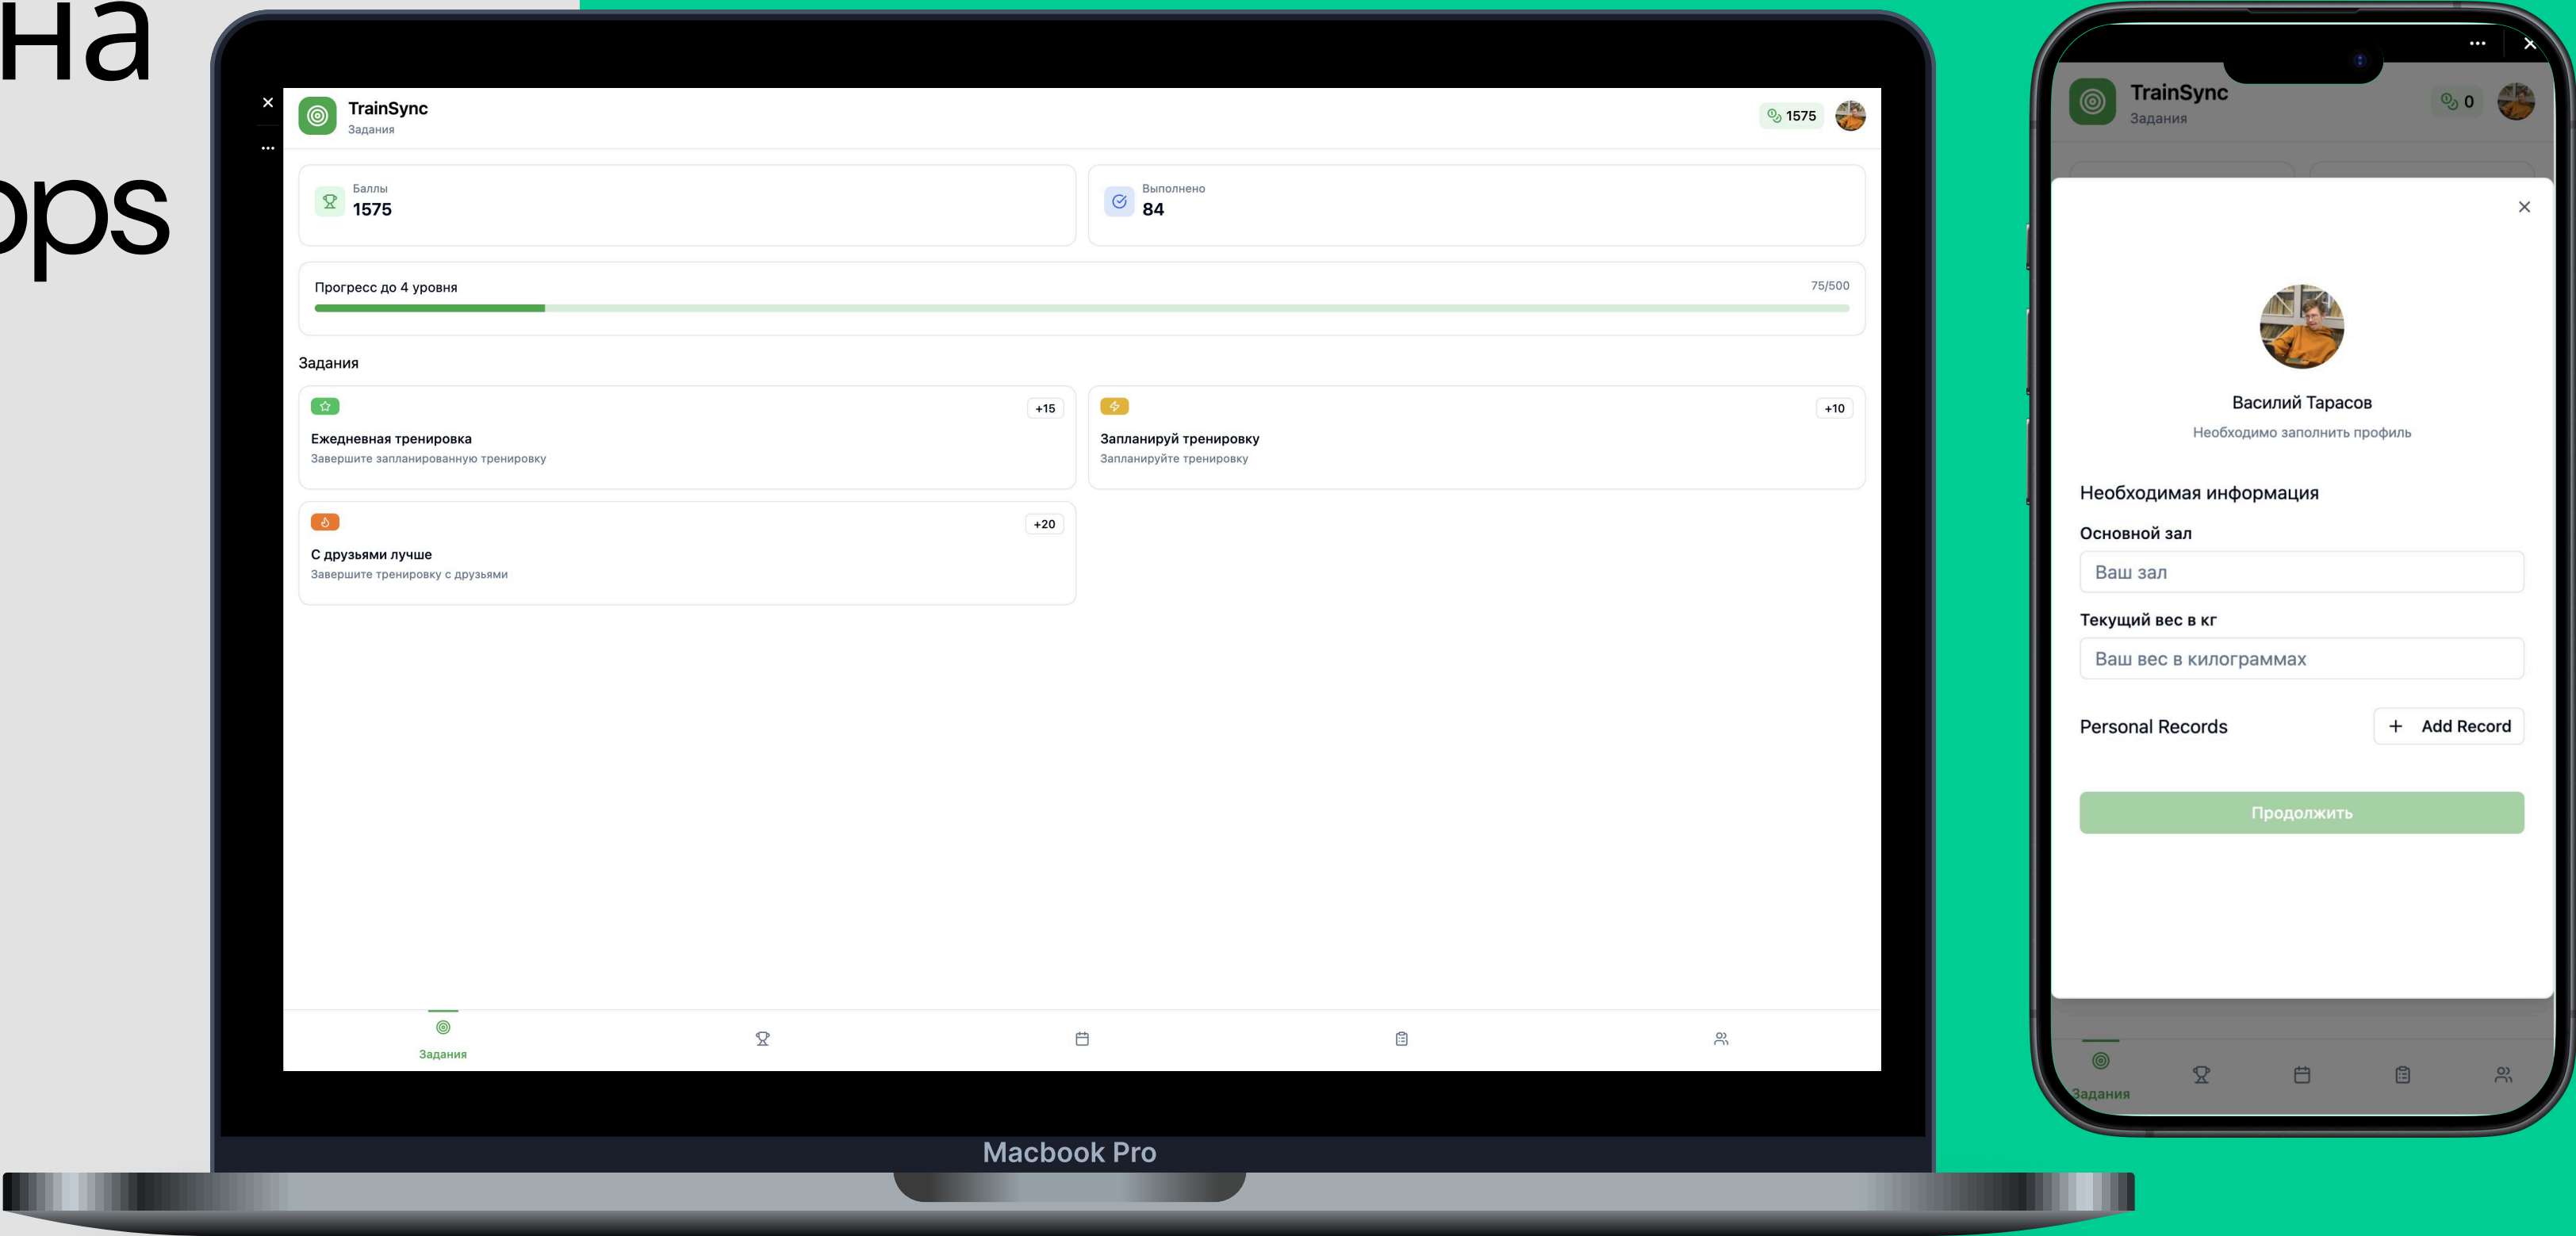 на
pps
TrainSync
Задания
1575
Баллы
1575
Выполнено
84
Прогресс до 4 уровня
75/500
Задания
+15
Ежедневная тренировка
Завершите запланированную тренировку
+10
Запланируй тренировку
Запланируйте тренировку
+20
С друзьями лучше
Завершите тренировку с друзьями
Задания
Macbook Pro
TrainSync
Задания
0
Василий Тарасов
Необходимо заполнить профиль
Необходимая информация
Основной зал
Ваш зал
Текущий вес в кг
Ваш вес в килограммах
Personal Records
+ Add Record
Продолжить
Задания